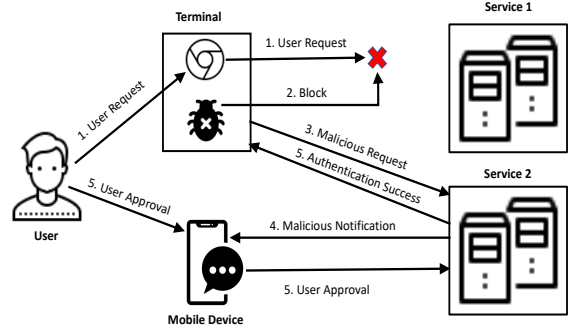 Terminal
Service 1
1. User Request
1. User Request
2. Block
3. Malicious Request
5. Authentication Success
Service 2
5. User Approval
User
4. Malicious Notification
5. User Approval
Mobile Device